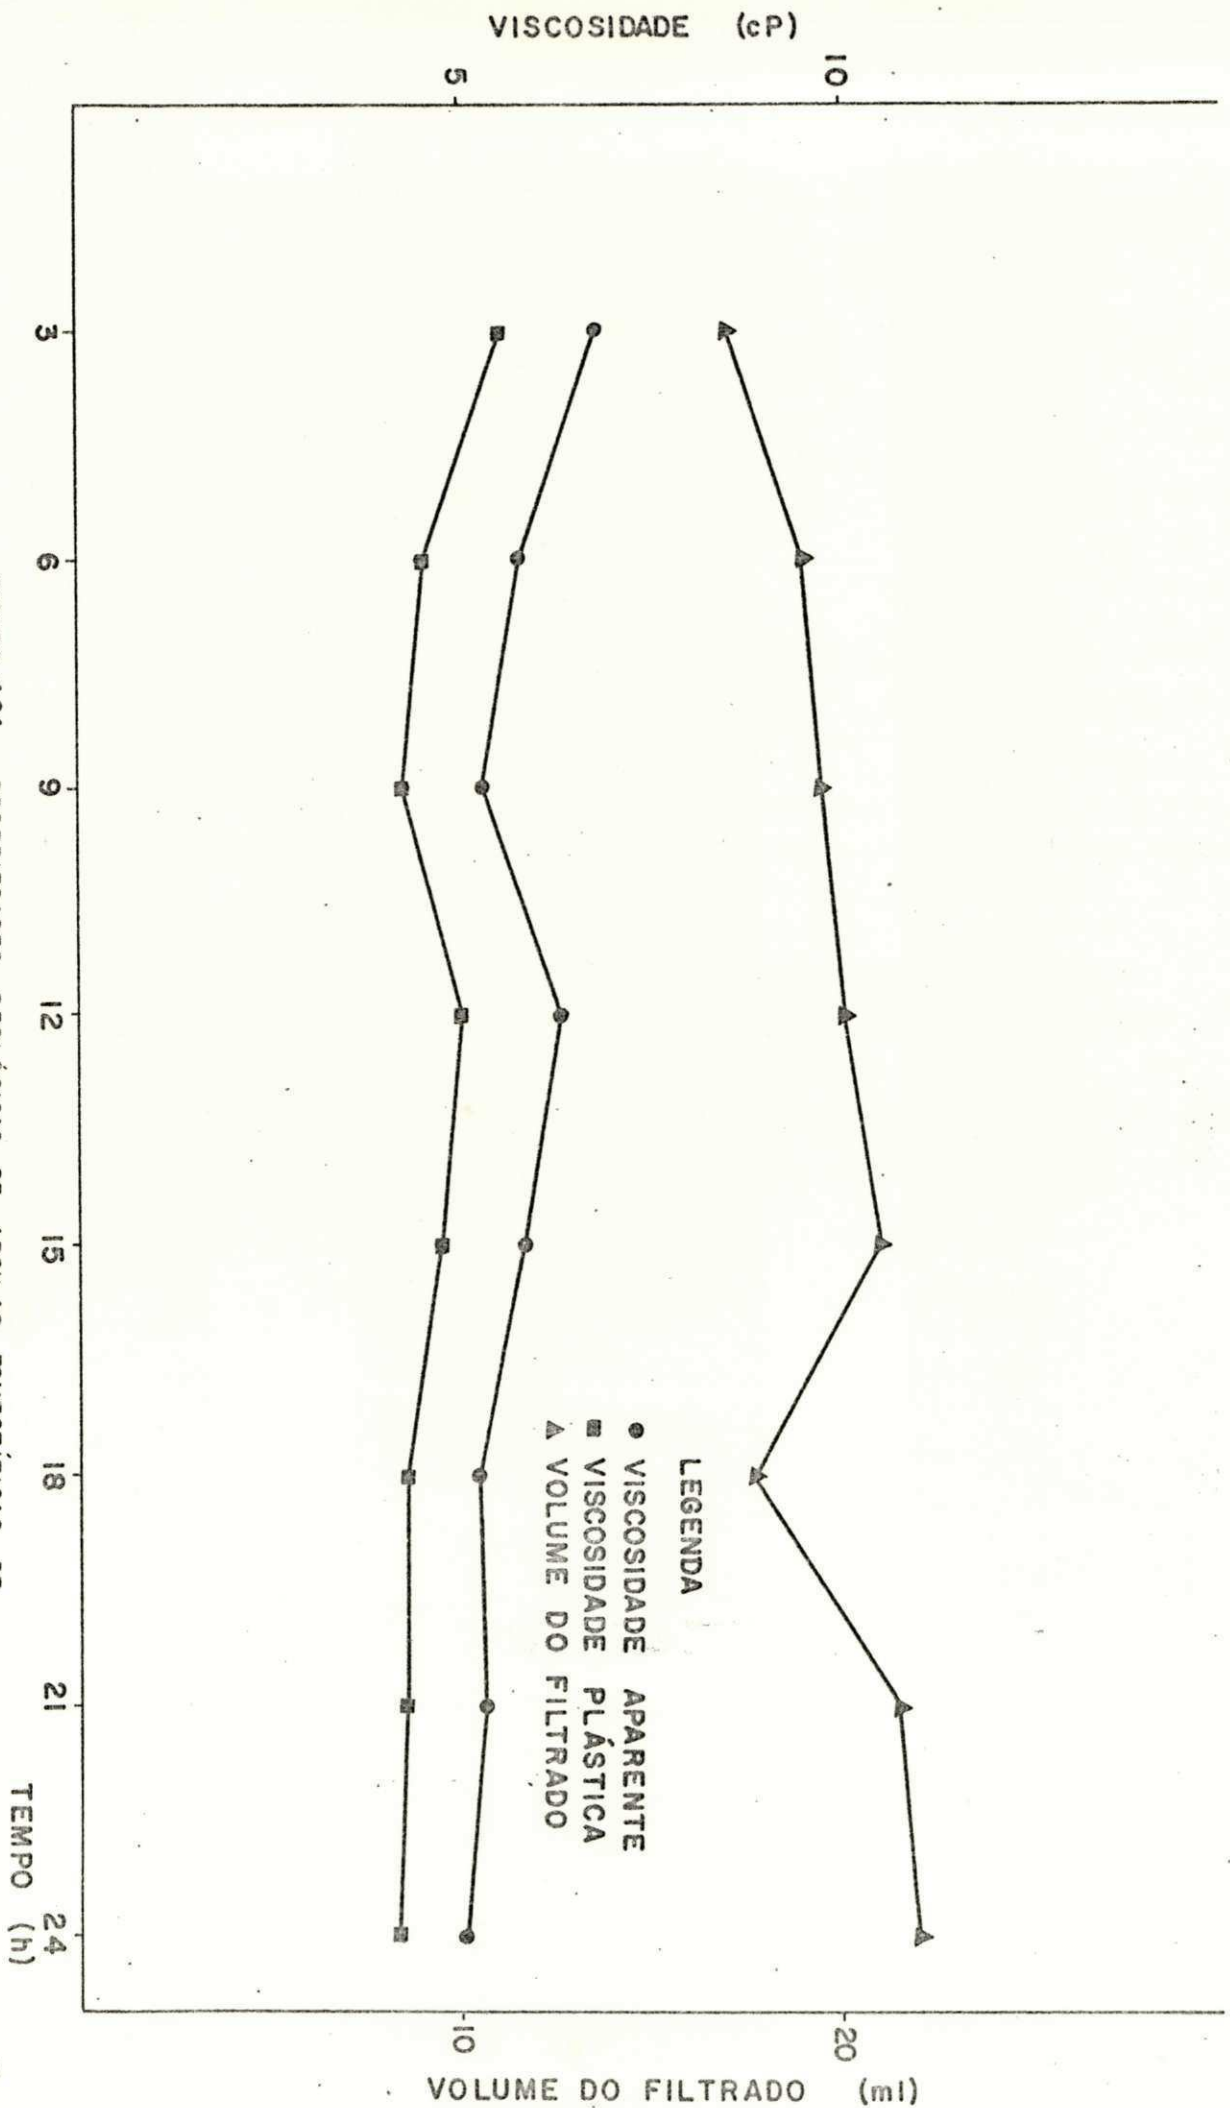 VISCOSIDADE (cP)
5
10
3
6
9
12
15
18
21
24
TEMPO (h)
LEGENDA
● VISCOSIDADE APARENTE
■ VISCOSIDADE PLÁSTICA
▲ VOLUME DO FILTRADO
10
20
VOLUME DO FILTRADO (ml)